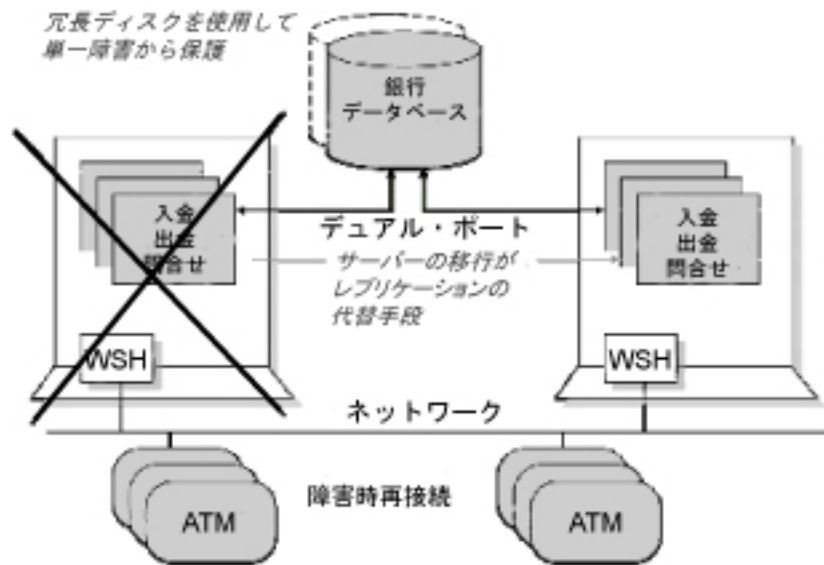 冗長ディスクを使用して
単一障害から保護
銀行
データベース
入金
出金
問合せ
デュアル・ポート
サーバーの移行が
レプリケーションの
代替手段
入金
出金
問合せ
WSH
WSH
ネットワーク
ATM
障害時再接続
ATM